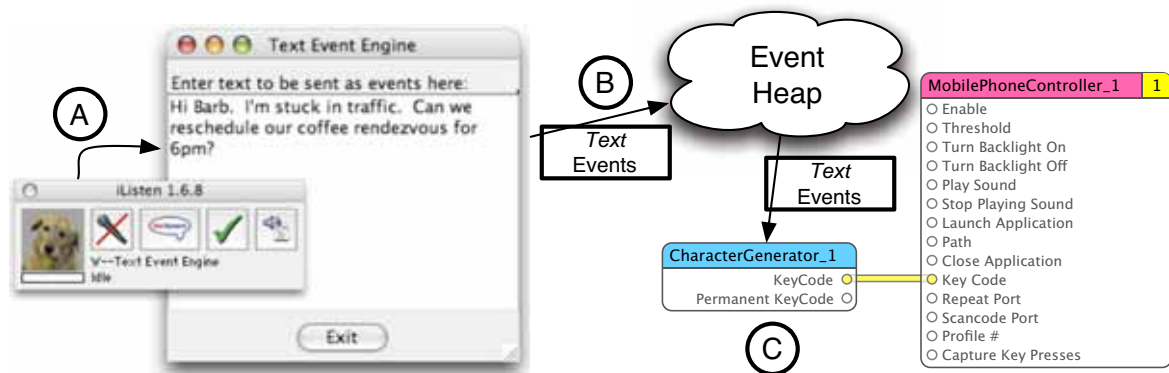 A
Text Event Engine
Enter text to be sent as events here:
Hi Barb. I'm stuck in traffic. Can we
reschedule our coffee rendezvous for
6pm?
iListen 1.6.8
V--Text Event Engine
Idle
Exit
B
Text
Events
Event
Heap
Text
Events
CharacterGenerator_1
KeyCode
Permanent KeyCode
C
MobilePhoneController_1 1
Enable
Threshold
Turn Backlight On
Turn Backlight Off
Play Sound
Stop Playing Sound
Launch Application
Path
Close Application
Key Code
Repeat Port
Scancode Port
Profile #
Capture Key Presses